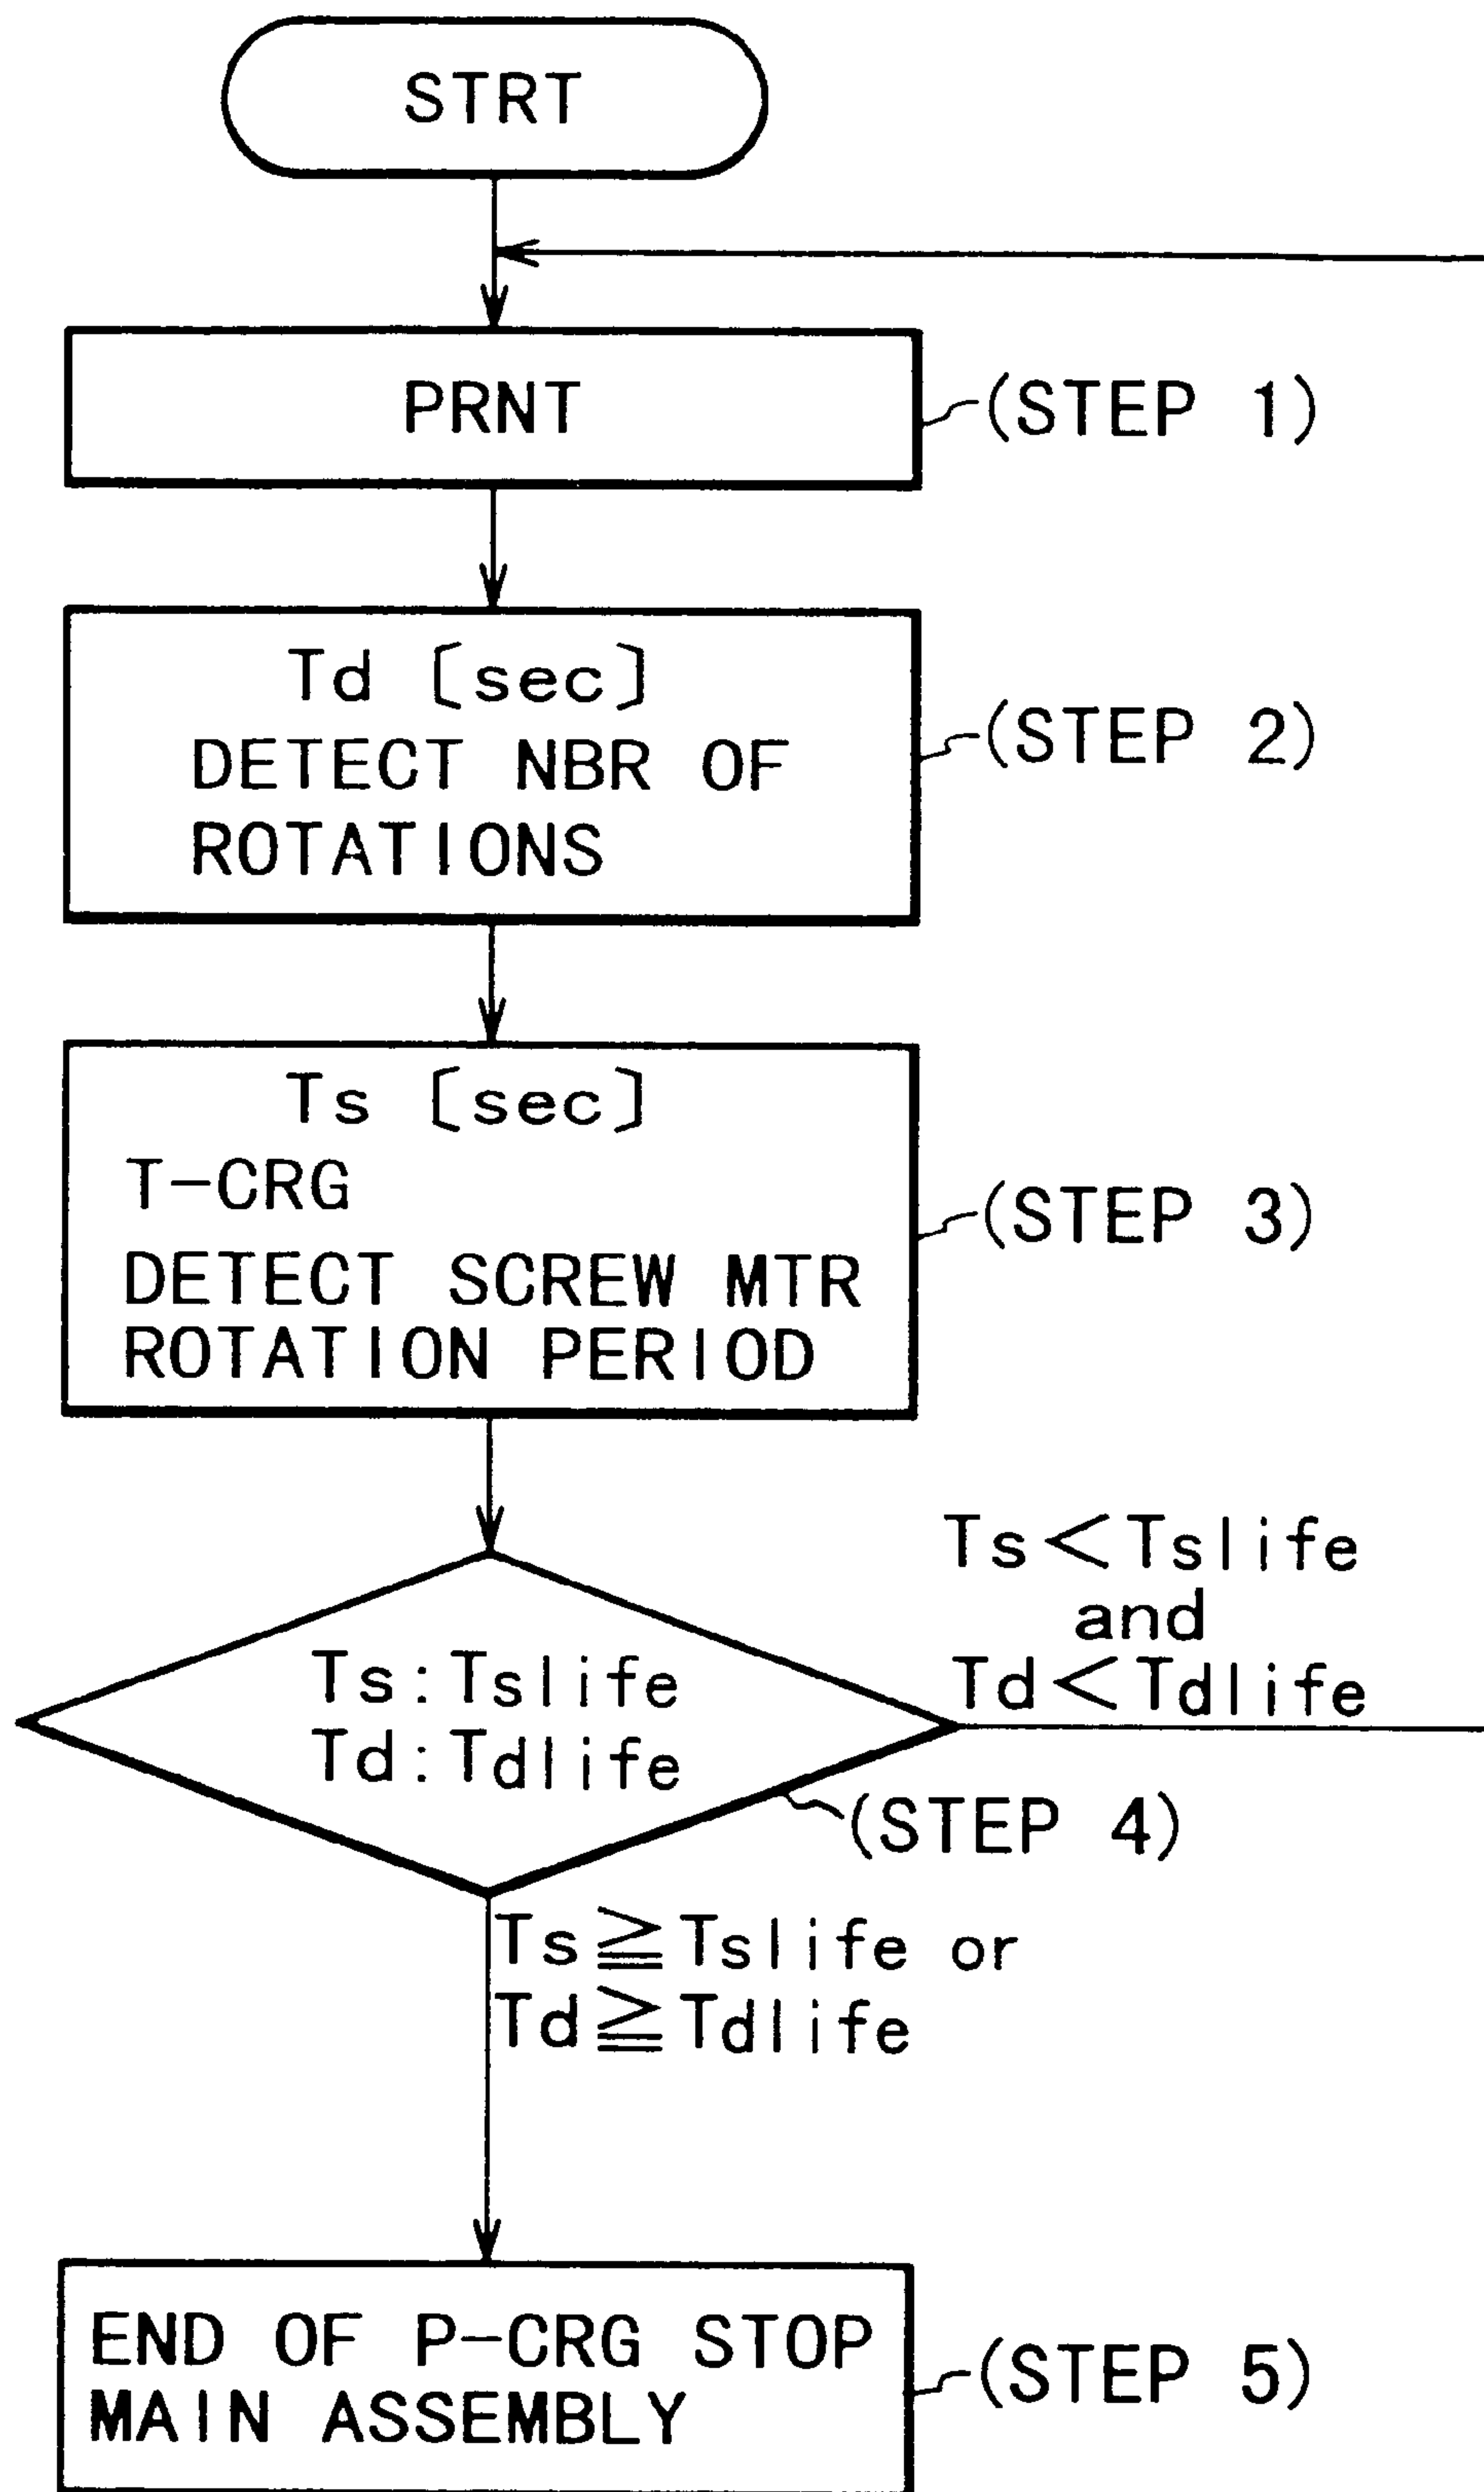 STRT
PRNT
(STEP 1)
Td [sec]
DETECT NBR OF
ROTATIONS
(STEP 2)
Ts [sec]
T-CRG
DETECT SCREW MTR
ROTATION PERIOD
(STEP 3)
Ts<Tslife
and
Td<Tdlife
Ts:Tslife
Td:Tdlife
(STEP 4)
Ts≧Tslife or
Td≧Tdlife
END OF P-CRG STOP
MAIN ASSEMBLY
(STEP 5)